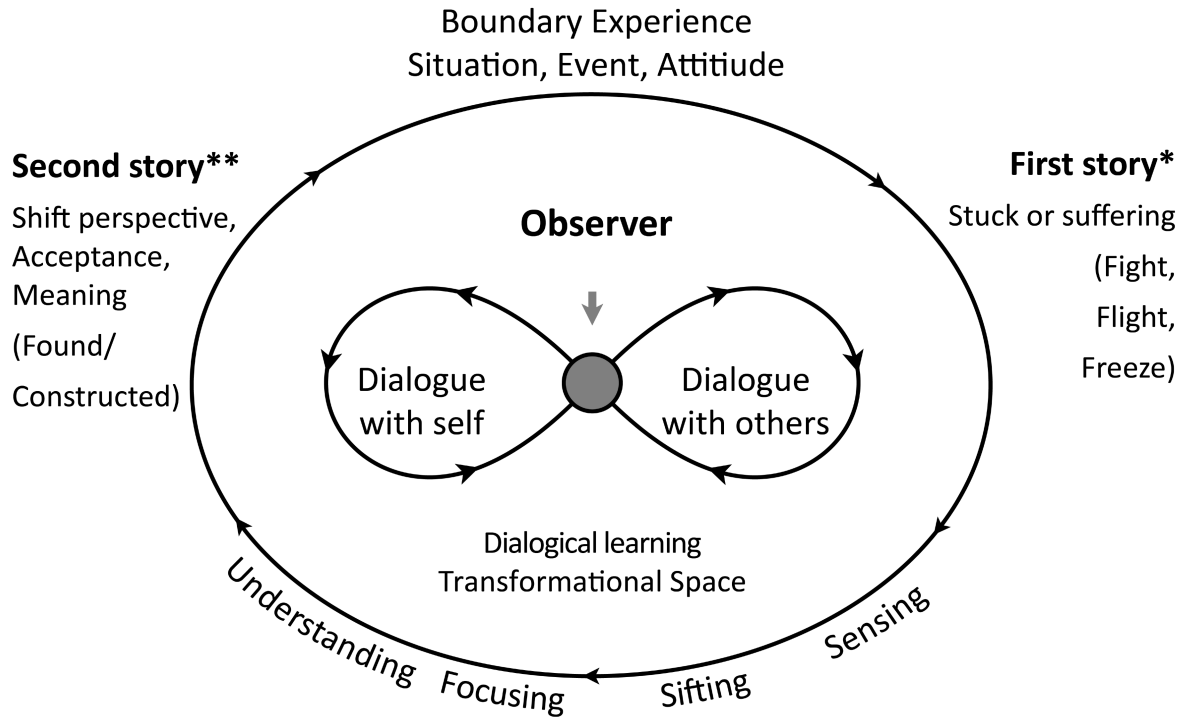 Boundary Experience
Situation, Event, Attitiude
Second story**
Shift perspective,
Acceptance,
Meaning
(Found/
Constructed)
First story*
Stuck or suffering
(Fight,
Flight,
Freeze)
Observer
Dialogue
with self
Dialogue
with others
Dialogical learning
Transformational Space
Sensing
Sifting
Focusing
Understanding